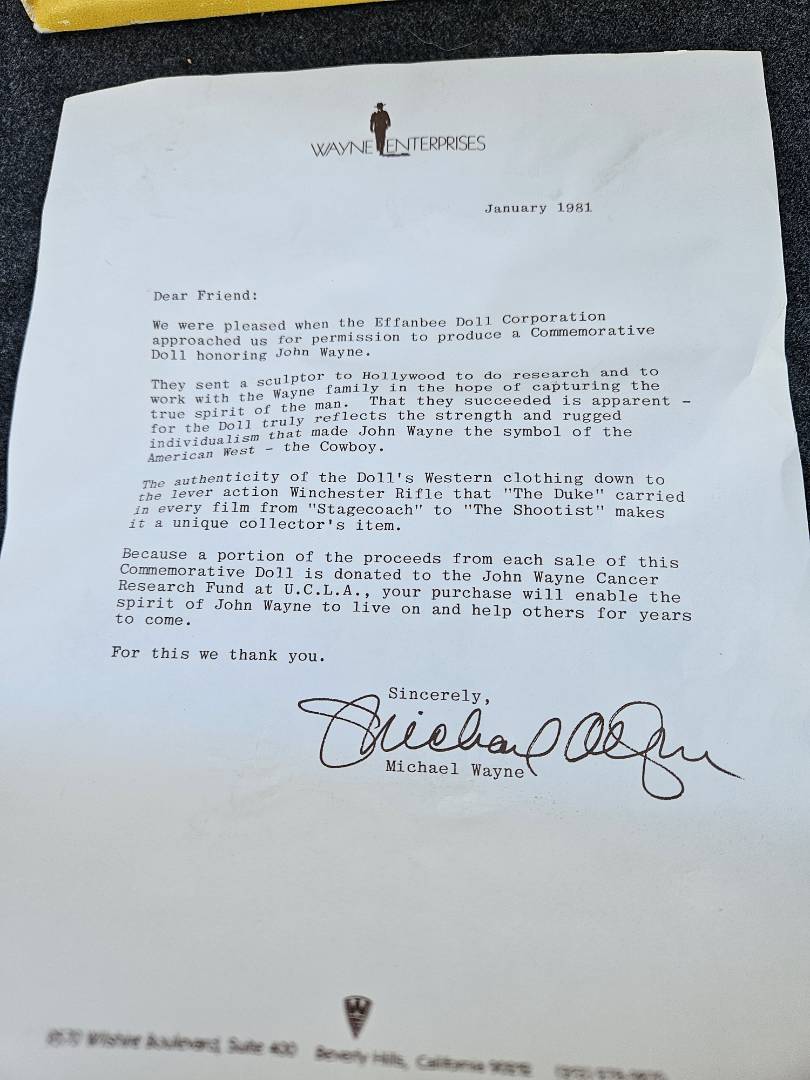 WAYNE ENTERPRISES
January 1981
Dear Friend:
We were pleased when the Effanbee Doll Corporation
approached us for permission to produce a Commemorative
Doll honoring John Wayne.
They sent a sculptor to Hollywood to do research and to
work with the Wayne family in the hope of capturing the
true spirit of the man. That they succeeded is apparent -
for the Doll truly reflects the strength and rugged
individualism that made John Wayne the symbol of the
American West - the Cowboy.
The authenticity of the Doll's Western clothing down to
the lever action Winchester Rifle that "The Duke" carried
in every film from "Stagecoach" to "The Shootist" makes
it a unique collector's item.
Because a portion of the proceeds from each sale of this
Commemorative Doll is donated to the John Wayne Cancer
Research Fund at U.C.L.A., your purchase will enable the
spirit of John Wayne to live on and help others for years
to come.
For this we thank you.
Sincerely,
Michael Wayne
Michael Wayne
W
Wilshire Boulevard, Suite 400 Beverly Hills, California